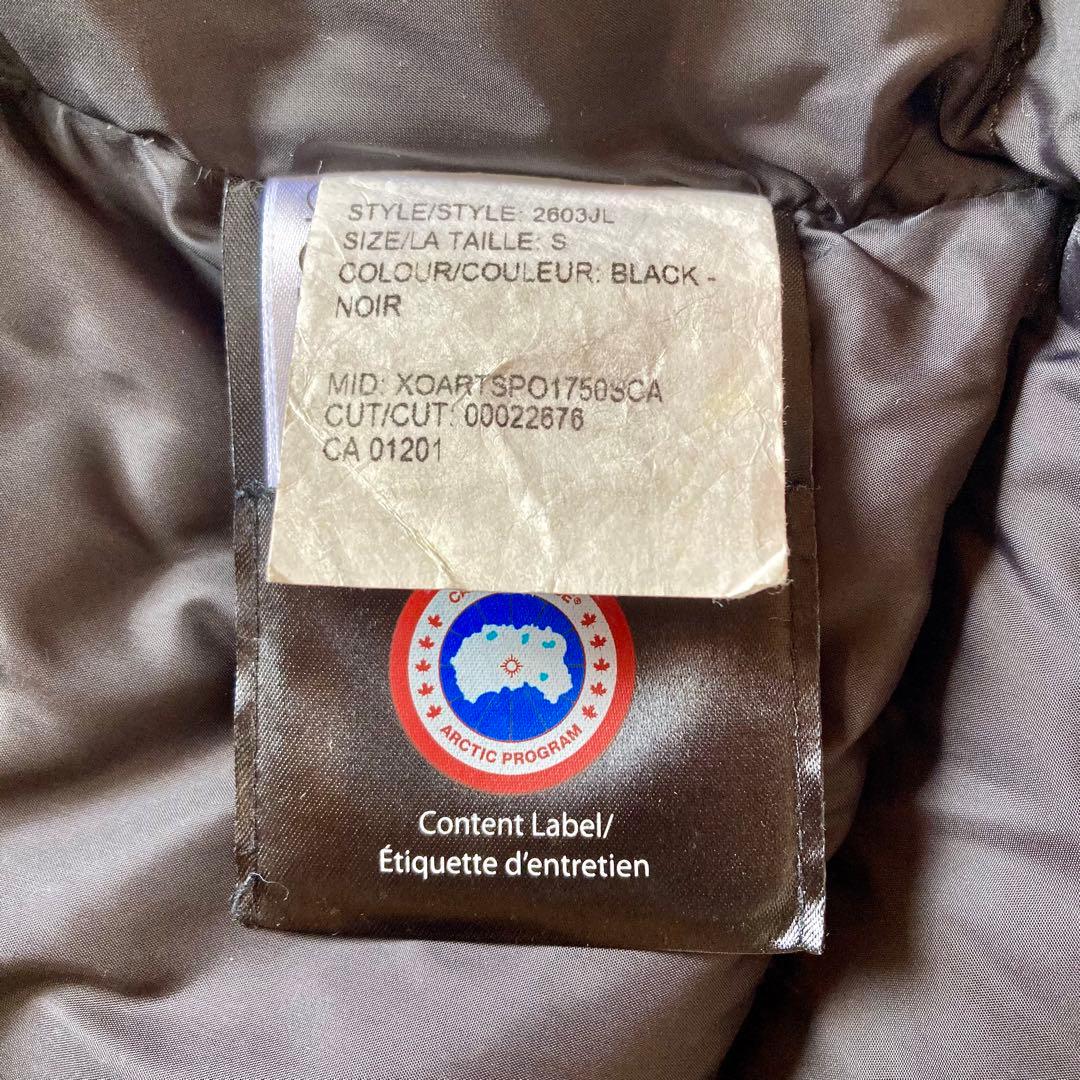 STYLE/STYLE: 2603JL
SIZE/LA TAILLE: S
COLOUR/COULEUR: BLACK -
NOIR
MID: XOARTSPO1750SCA
CUT/CUT: 00022676
CA 01201
ARCTIC PROGRAM
Content Label/
Étiquette d'entretien